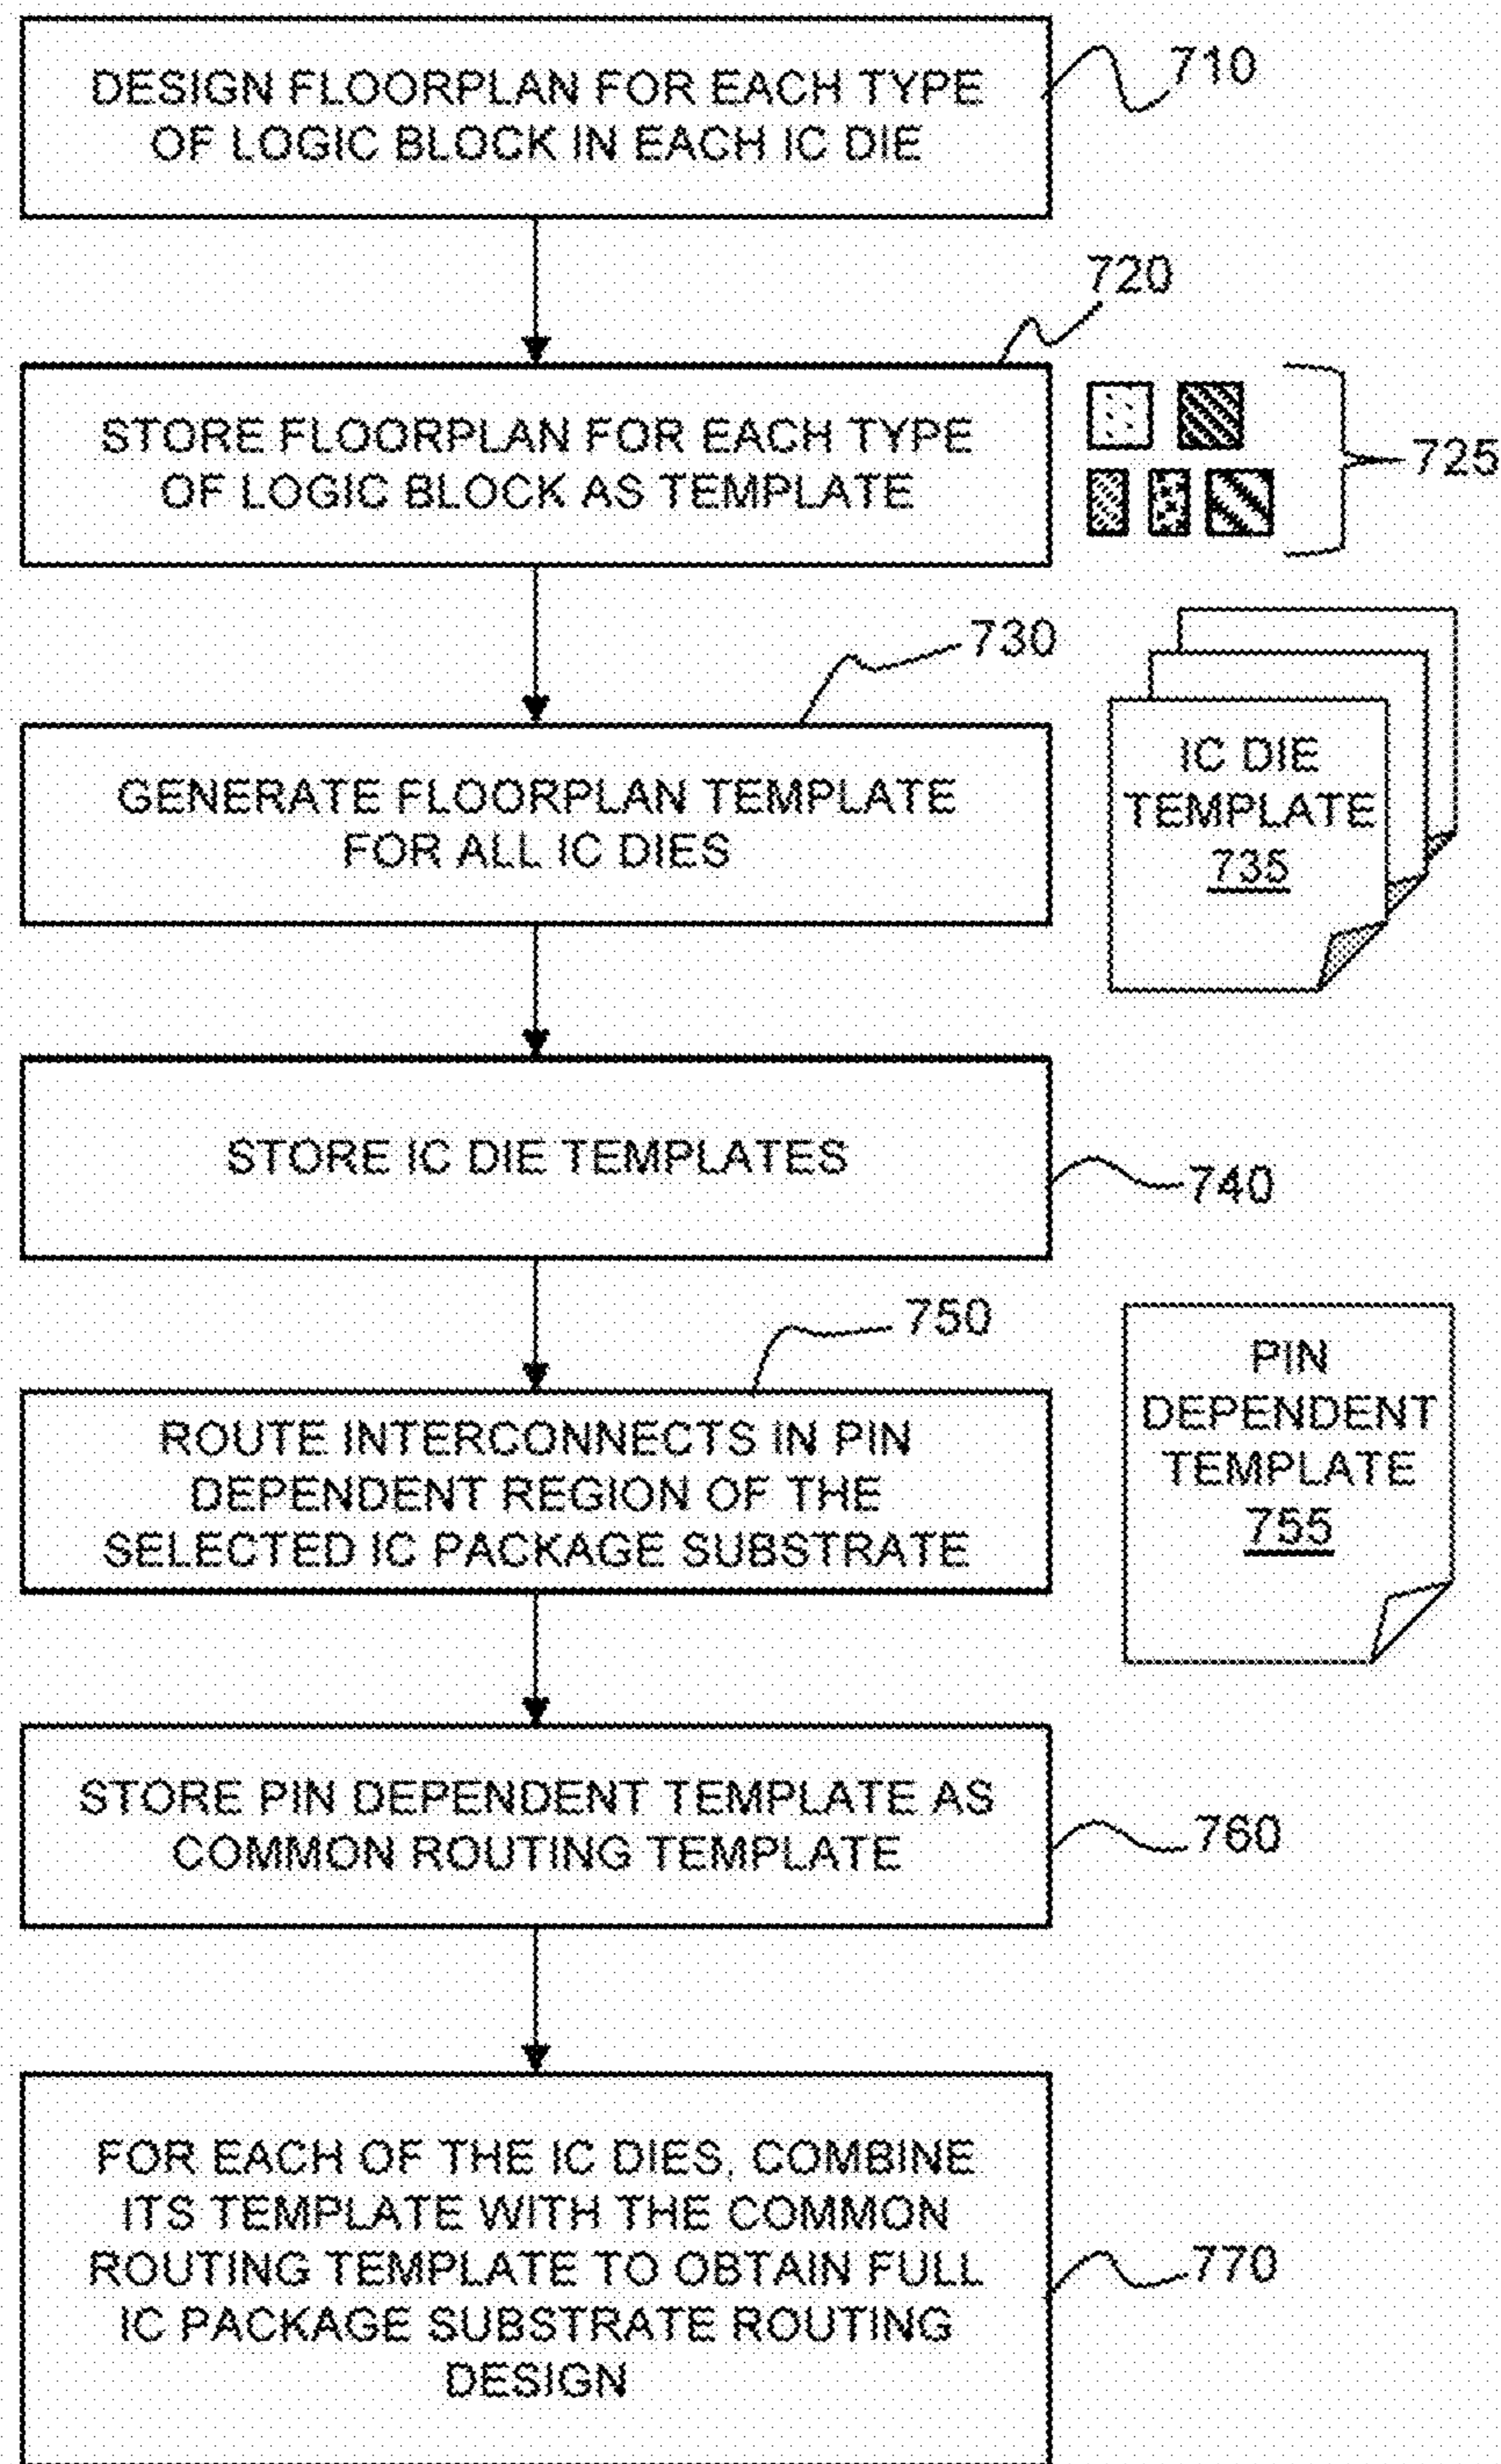 DESIGN FLOORPLAN FOR EACH TYPE
OF LOGIC BLOCK IN EACH IC DIE
710
720
STORE FLOORPLAN FOR EACH TYPE
OF LOGIC BLOCK AS TEMPLATE
725
730
GENERATE FLOORPLAN TEMPLATE
FOR ALL IC DIES
IC DIE
TEMPLATE
735
STORE IC DIE TEMPLATES
740
750
ROUTE INTERCONNECTS IN PIN
DEPENDENT REGION OF THE
SELECTED IC PACKAGE SUBSTRATE
PIN
DEPENDENT
TEMPLATE
755
STORE PIN DEPENDENT TEMPLATE AS
COMMON ROUTING TEMPLATE
760
FOR EACH OF THE IC DIES, COMBINE
ITS TEMPLATE WITH THE COMMON
ROUTING TEMPLATE TO OBTAIN FULL
IC PACKAGE SUBSTRATE ROUTING
DESIGN
770